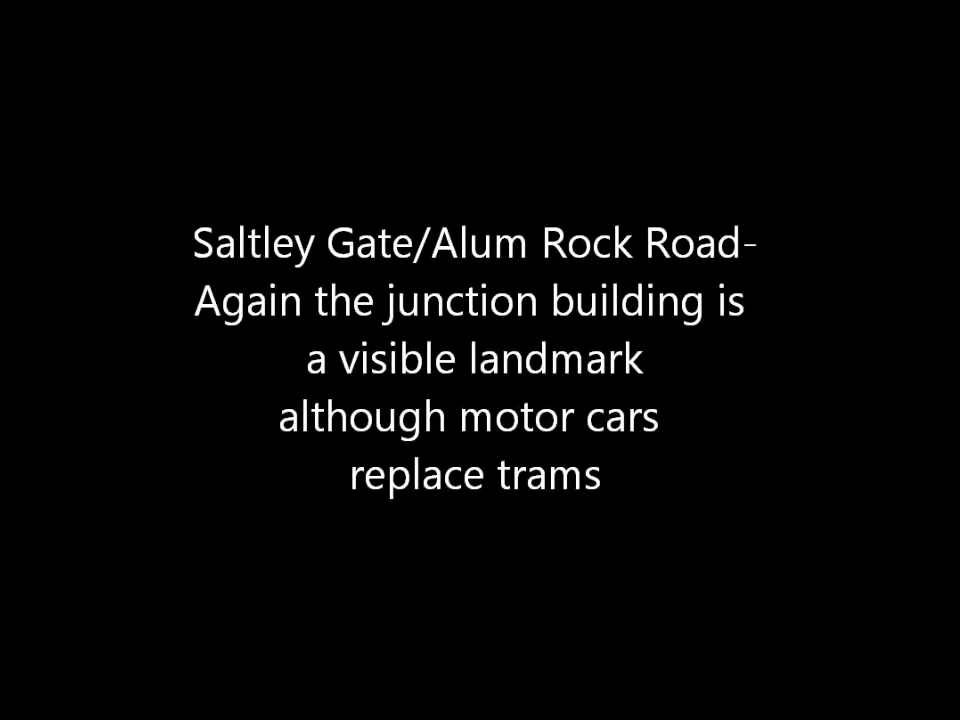 Saltley Gate/Alum Rock Road-
Again the junction building is
a visible landmark
although motor cars
replace trams